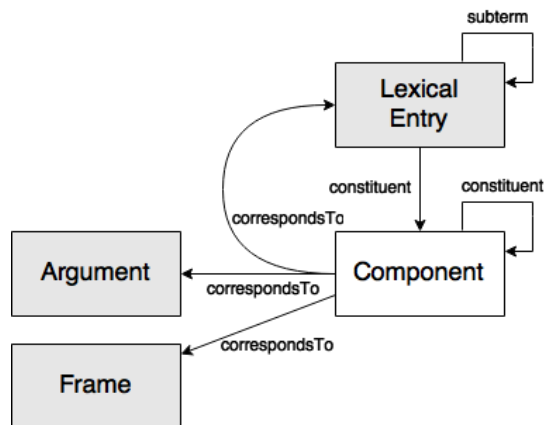 subterm
Lexical
Entry
constituent
constituent
correspondsTo
Argument
Component
correspondsTo
correspondsTo
Frame